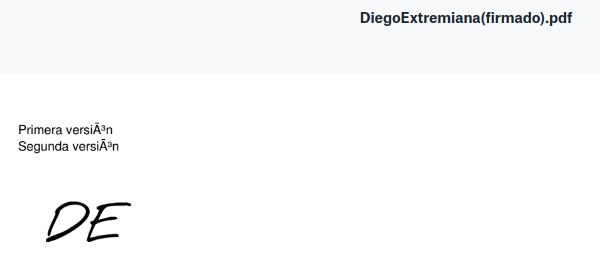 DiegoExtremiana(firmado).pdf
Primera versiÃ³n
Segunda versiÃ³n
DE